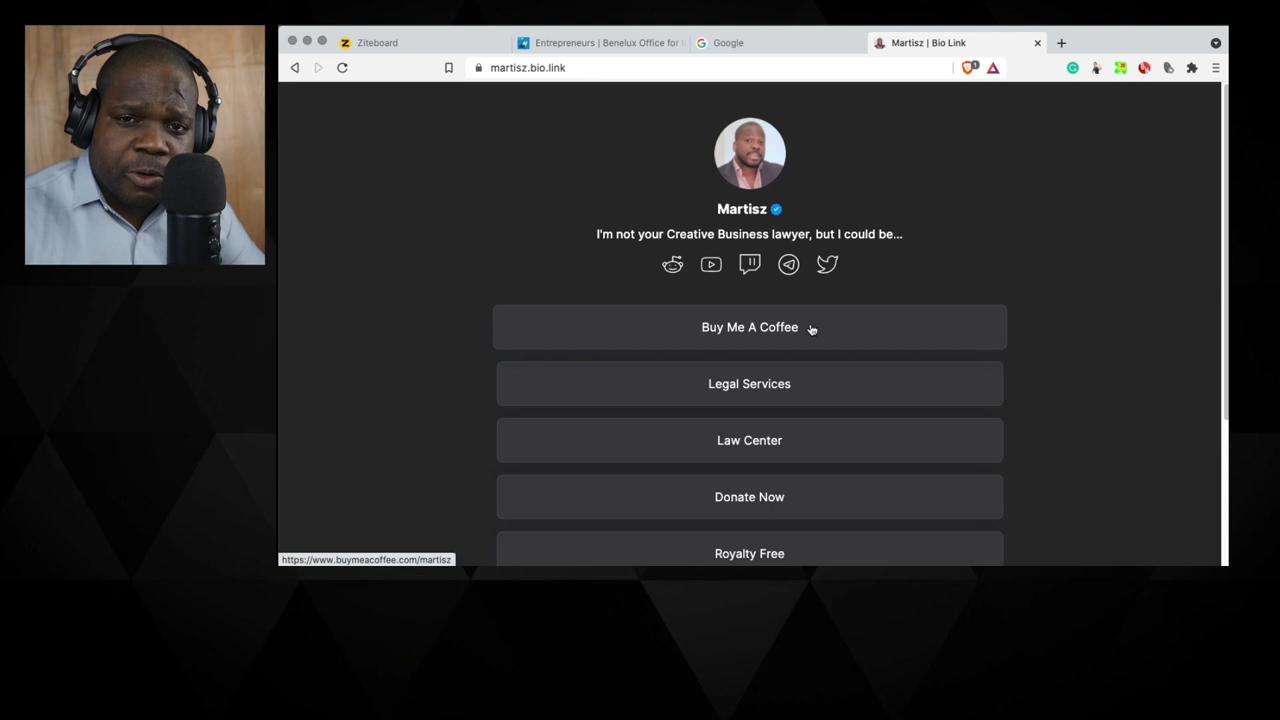 Ziteboard
Entrepreneurs | Benelux Office for
Google
Martisz | Bio Link
martisz.bio.link
1
Martisz
I'm not your Creative Business lawyer, but I could be...
Buy Me A Coffee
Legal Services
Law Center
Donate Now
Royalty Free
https://www.buymeacoffee.com/martisz